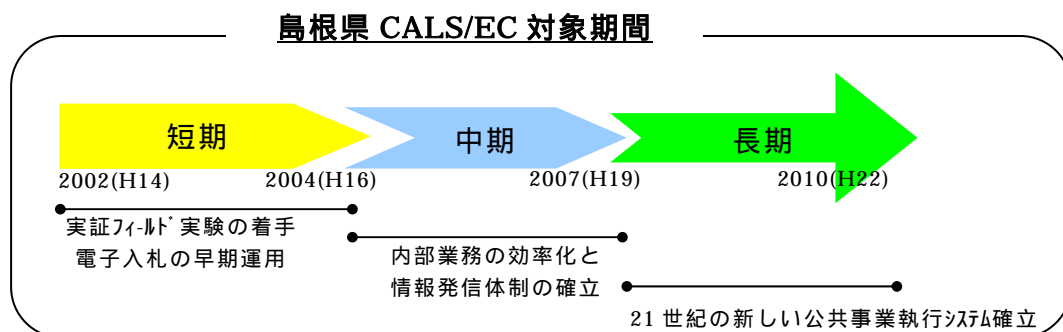 島根県 CALS/EC 対象期間
短期
中期
長期
2002(H14)
2004(H16)
2007(H19)
2010(H22)
実証ﾌｨｰﾙﾄﾞ実験の着手
電子入札の早期運用
内部業務の効率化と
情報発信体制の確立
21 世紀の新しい公共事業執行ｼｽﾃﾑ確立